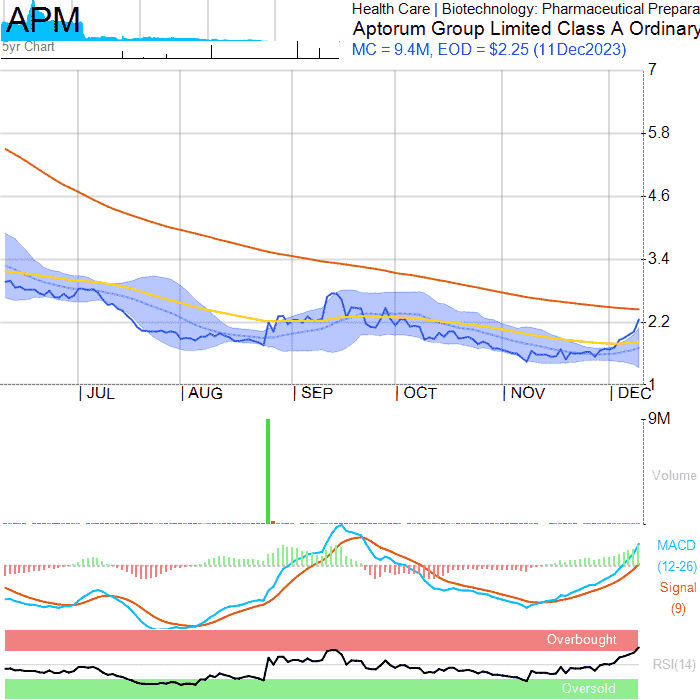 APM
5yr Chart
Health Care | Biotechnology: Pharmaceutical Prepara
Aptorum Group Limited Class A Ordinary
MC = 9.4M, EOD = $2.25 (11Dec2023)
7
5.8
4.6
3.4
2.2
1
JUL AUG SEP OCT NOV DEC
9M
Volume
MACD
(12-26)
Signal
(9)
Overbought
RSI(14)
Oversold